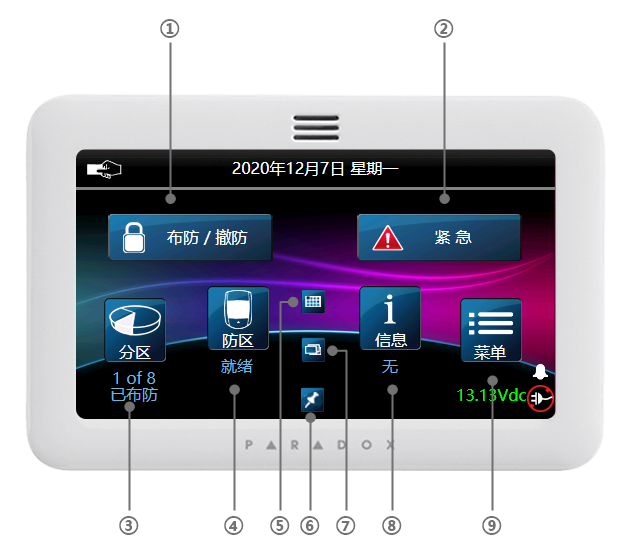 ① ②
2020年12月7日 星期一
布防 / 撤防 紧 急
分区 防区 信息 菜单
1 of 8
已布防
就绪
无
13.13Vdc
PARADOX
③ ④ ⑤ ⑥ ⑦ ⑧ ⑨